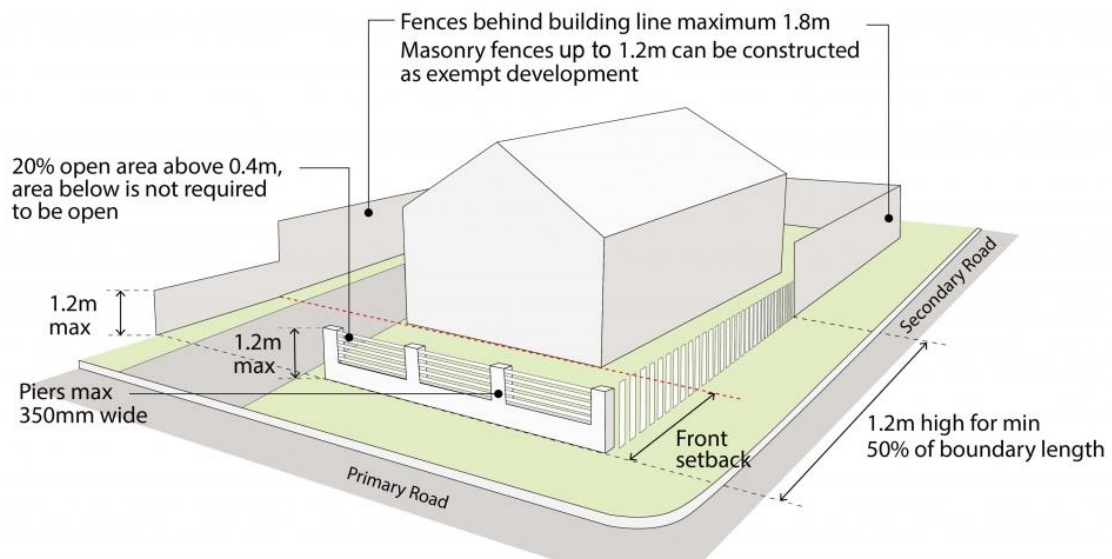 Fences behind building line maximum 1.8m
Masonry fences up to 1.2m can be constructed
as exempt development
20% open area above 0.4m,
area below is not required
to be open
1.2m
max
1.2m
max
Piers max
350mm wide
Front
setback
Secondary Road
1.2m high for min
50% of boundary length
Primary Road